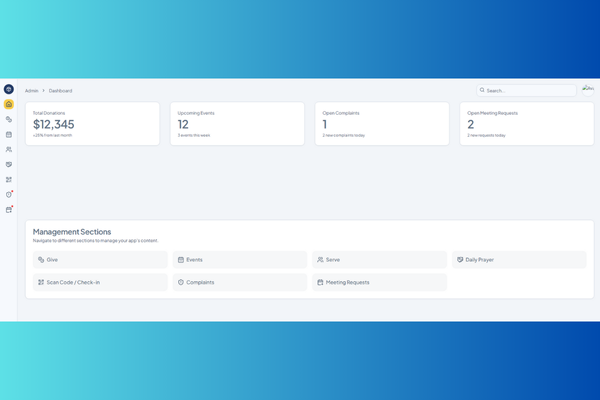 Admin > Dashboard
Search...
Total Donations
$12,345
+15% from last month
Upcoming Events
12
3 events this week
Open Complaints
1
2 new complaints today
Open Meeting Requests
2
2 new requests today
Management Sections
Navigate to different sections to manage your app's content
Give
Events
Serve
Daily Prayer
Scan Code / Check-in
Complaints
Meeting Requests